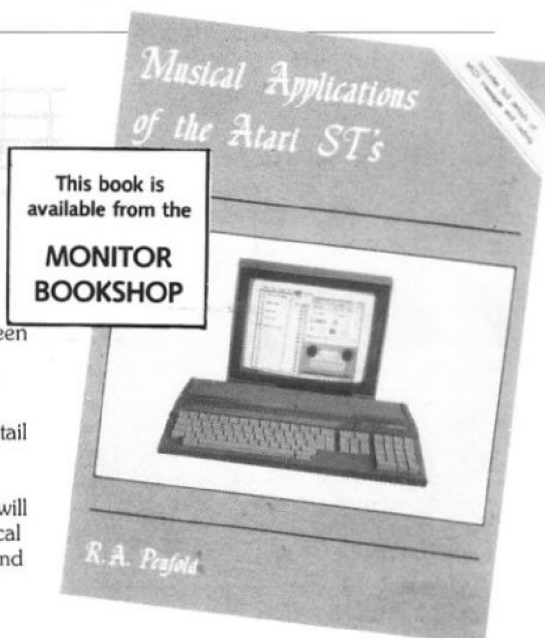 Musical Applications
of the Atari ST's
This book is
available from the
MONITOR
BOOKSHOP
een
tail
will
cal
nd
R.A. Penfold